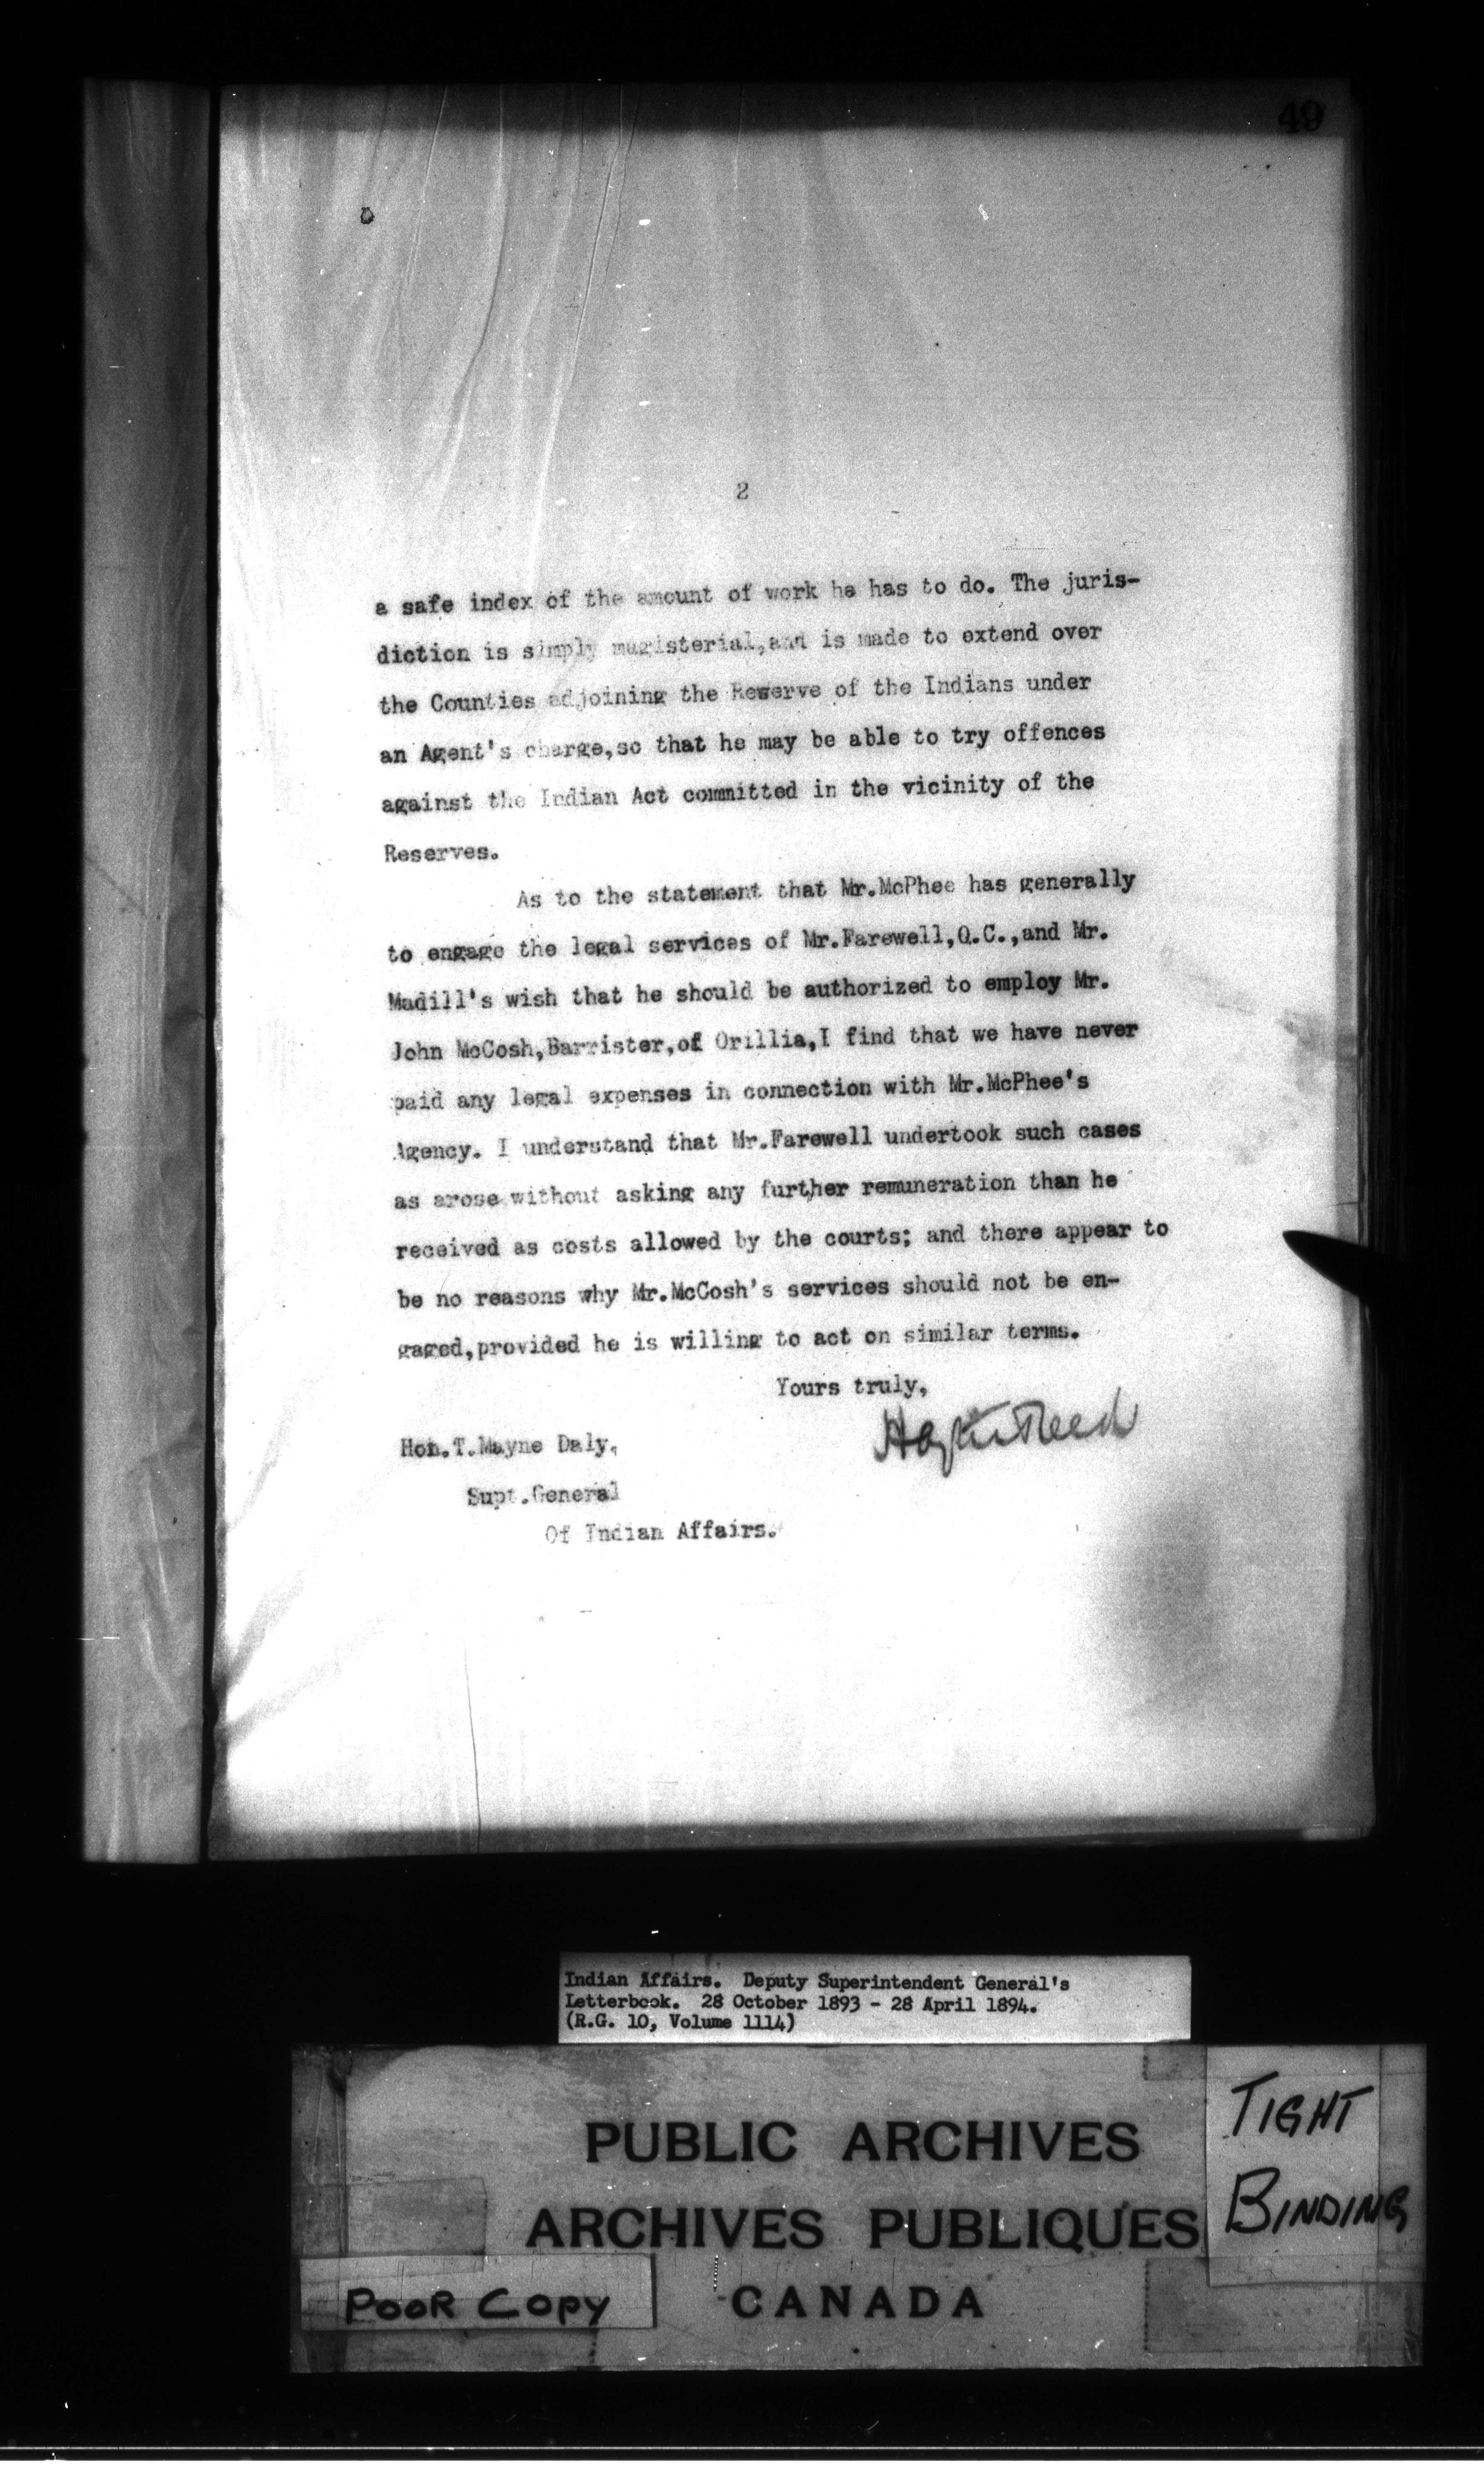 49
2
a safe index of the amount of work he has to do. The juris-
diction is simply magisterial,and is made to extend over
the Counties adjoining the Reserve of the Indians under
an Agent's charge,so that he may be able to try offences
against the Indian Act committed in the vicinity of the
Reserves.
As to the statement that Mr.McPhee has generally
to engage the legal services of Mr.Farewell,Q.C.,and Mr.
Madill's wish that he should be authorized to employ Mr.
John McCosh,Barrister,of Orillia,I find that we have never
paid any legal expenses in connection with Mr.McPhee's
Agency. I understand that Mr.Farewell undertook such cases
as arose without asking any further remuneration than he
received as costs allowed by the courts; and there appear to
be no reasons why Mr.McCosh's services should not be en-
gaged,provided he is willing to act on similar terms.
Yours truly,
Hayter Reed
Hon.T.Mayne Daly,
Supt.General
Of Indian Affairs.
Indian Affairs. Deputy Superintendent General's
Letterbook. 28 October 1893 - 28 April 1894.
(R.G. 10, Volume 1114)
PUBLIC ARCHIVES
ARCHIVES PUBLIQUES
CANADA
TIGHT
BINDING
POOR COPY